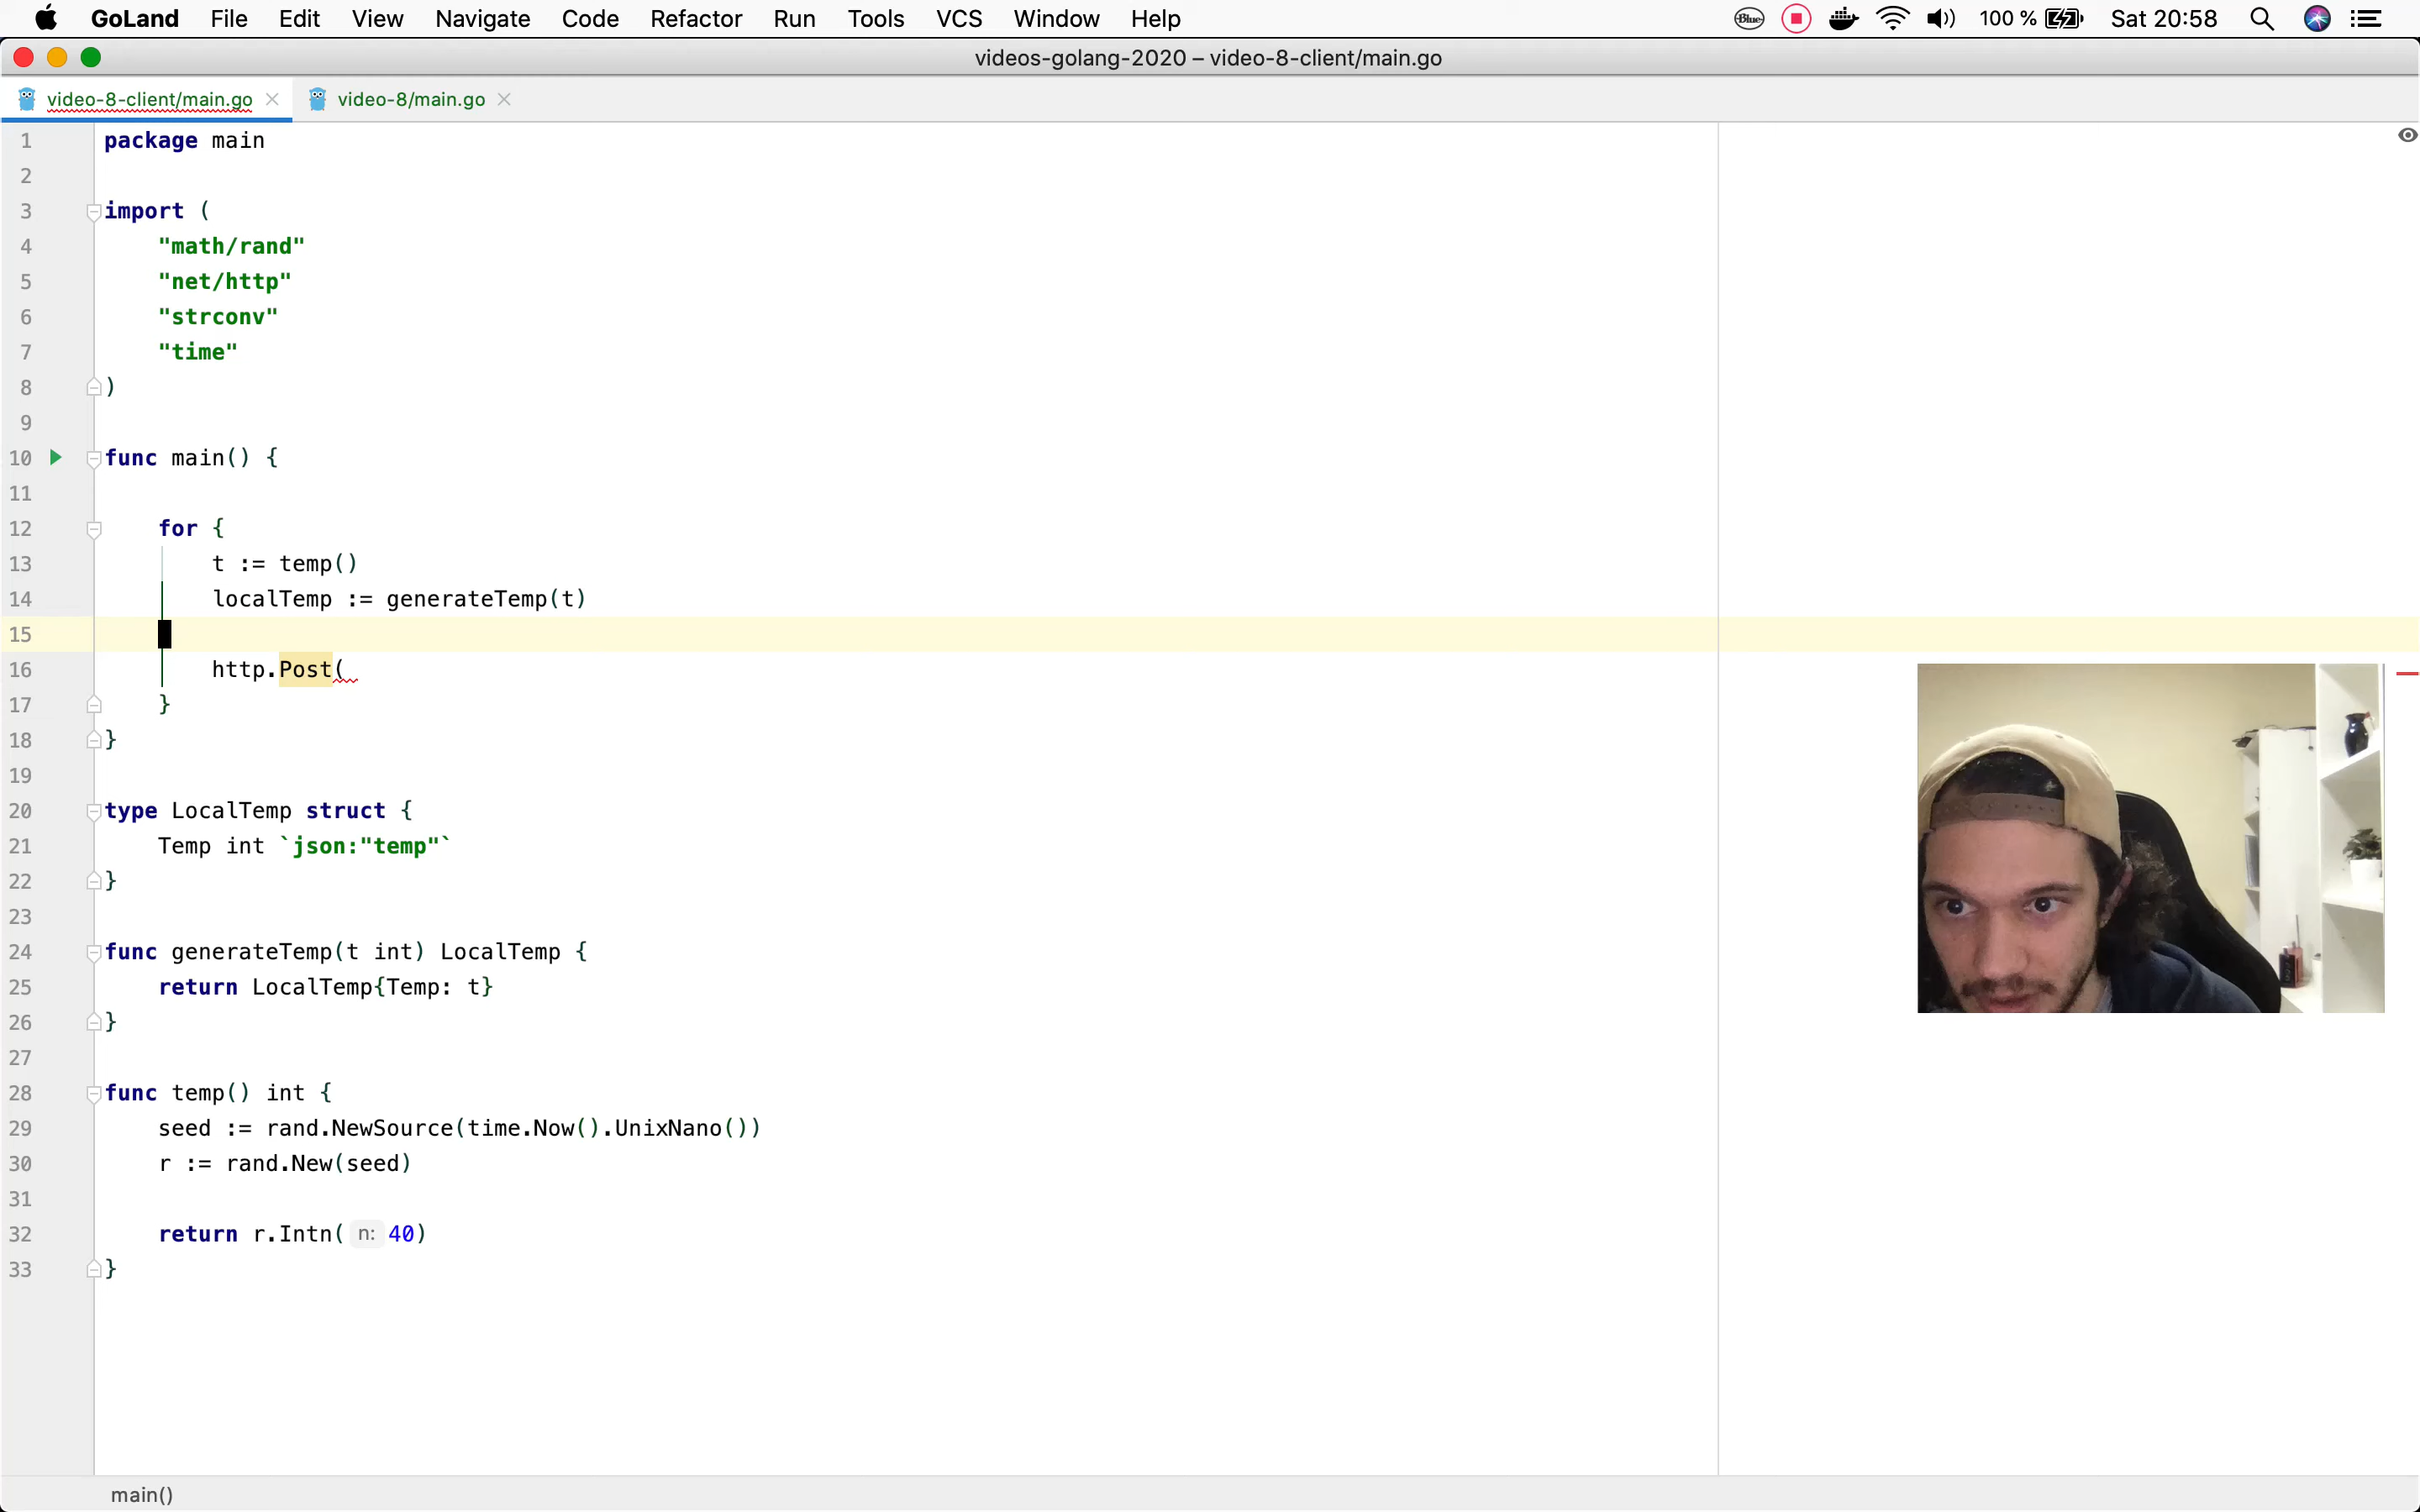 GoLand File Edit View Navigate Code Refactor Run Tools VCS Window Help Blue 100 % Sat 20:58
videos-golang-2020 – video-8-client/main.go
video-8-client/main.go video-8/main.go
1 package main
2
3 import (
4 "math/rand"
5 "net/http"
6 "strconv"
7 "time"
8 )
9
10 func main() {
11
12 for {
13 t := temp()
14 localTemp := generateTemp(t)
15
16 http.Post(
17 }
18 }
19
20 type LocalTemp struct {
21 Temp int `json:"temp"`
22 }
23
24 func generateTemp(t int) LocalTemp {
25 return LocalTemp{Temp: t}
26 }
27
28 func temp() int {
29 seed := rand.NewSource(time.Now().UnixNano())
30 r := rand.New(seed)
31
32 return r.Intn( n: 40)
33 }
main()